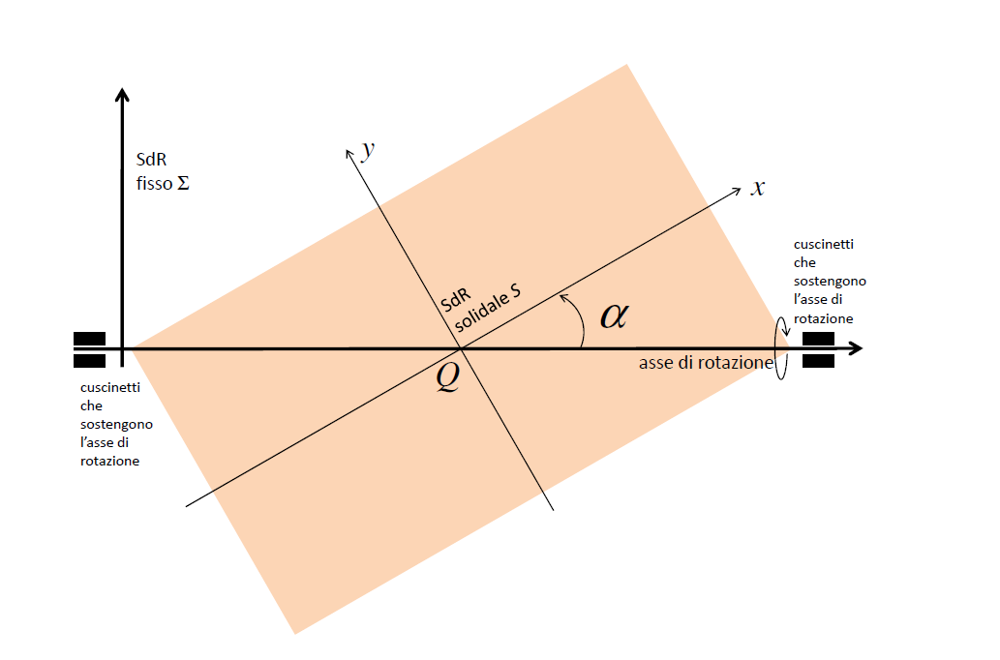 y
x
SdR
fisso Σ
cuscinetti
che
sostengono
l’asse di
rotazione
SdR
solidale S
α
asse di rotazione
Q
cuscinetti
che
sostengono
l’asse di
rotazione